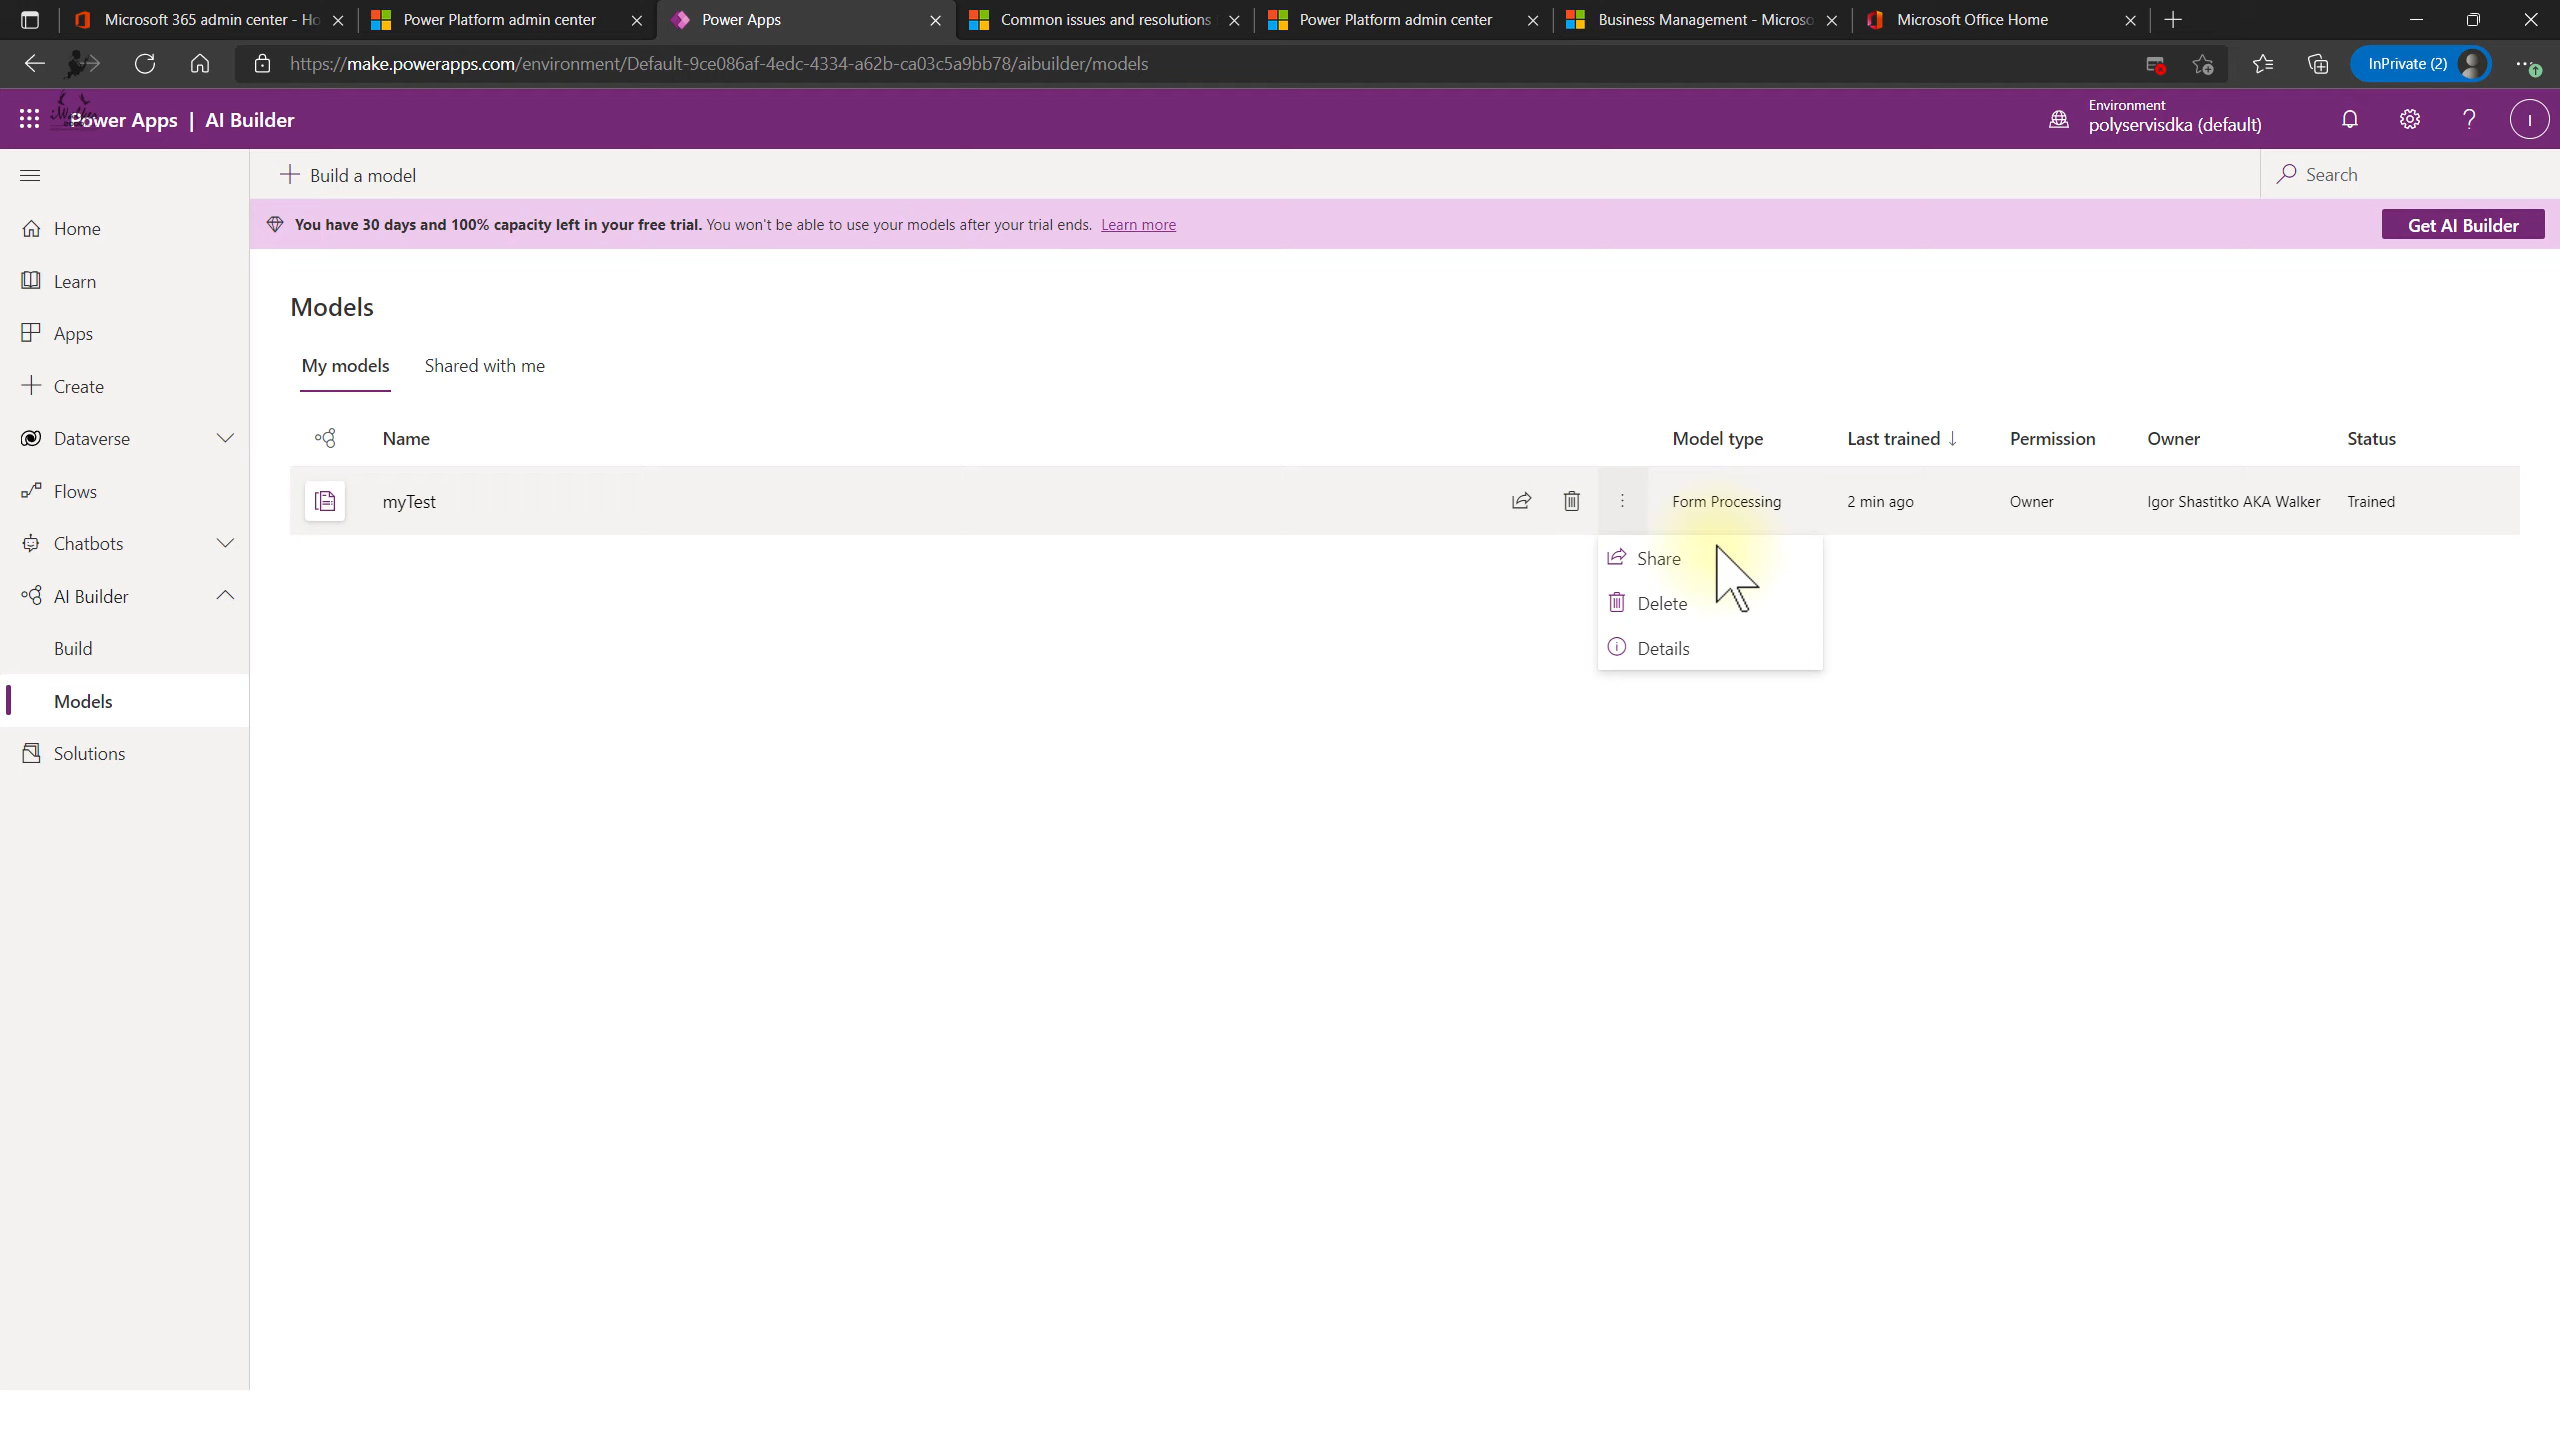 Microsoft 365 admin center - Ho
Power Platform admin center
Power Apps
Common issues and resolutions
Power Platform admin center
Business Management - Microso
Microsoft Office Home
https://make.powerapps.com/environment/Default-9ce086af-4edc-4334-a62b-ca03c5a9bb78/aibuilder/models
InPrivate (2)
Power Apps | AI Builder
Environment
polyservisdka (default)
I
Build a model
Search
You have 30 days and 100% capacity left in your free trial. You won't be able to use your models after your trial ends. Learn more
Get AI Builder
Home
Learn
Apps
Create
Dataverse
Flows
Chatbots
AI Builder
Build
Models
Solutions
Models
My models
Shared with me
Name
Model type
Last trained ↓
Permission
Owner
Status
myTest
Form Processing
2 min ago
Owner
Igor Shastitko AKA Walker
Trained
Share
Delete
Details